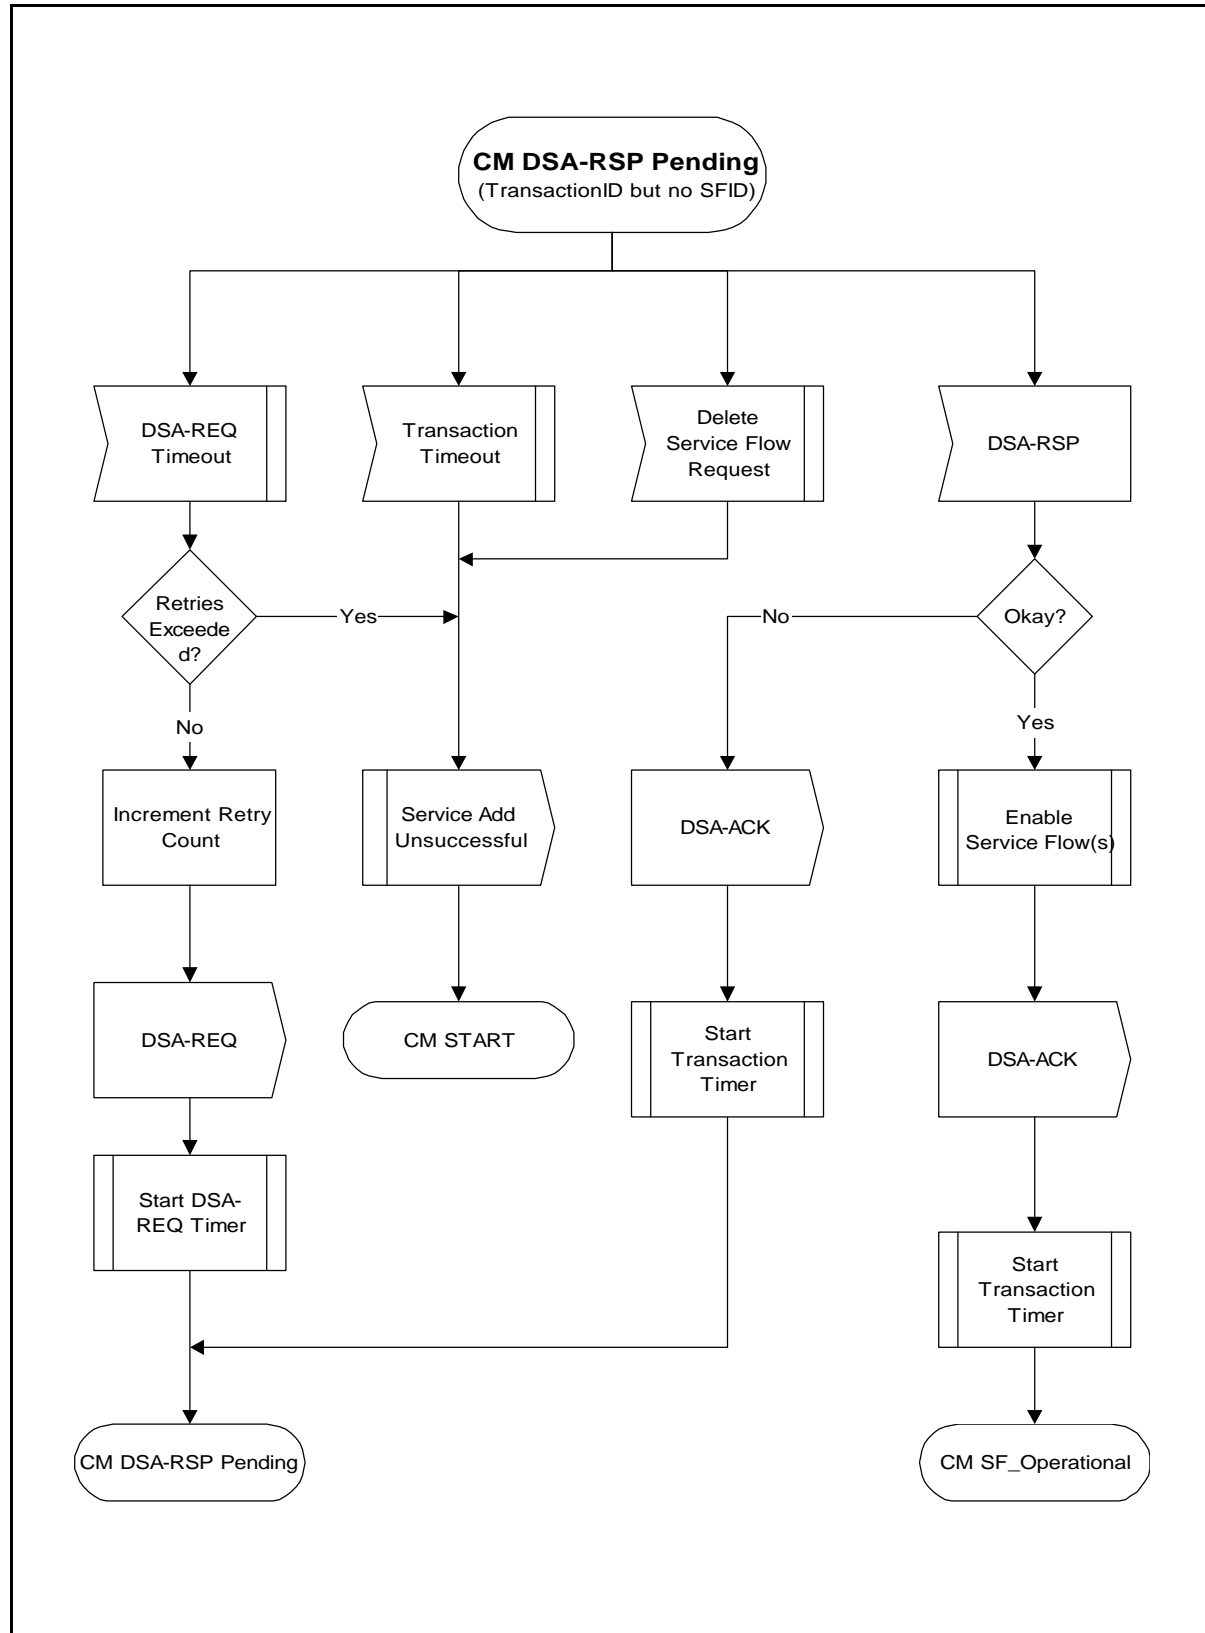 CM DSA-RSP Pending
(TransactionID but no SFID)
DSA-REQ
Timeout
Transaction
Timeout
Delete
Service Flow
Request
DSA-RSP
Retries
Exceede
d?
Yes
No
Okay?
No
Yes
Increment Retry
Count
Service Add
Unsuccessful
DSA-ACK
Enable
Service Flow(s)
DSA-REQ
CM START
Start
Transaction
Timer
DSA-ACK
Start DSA-
REQ Timer
Start
Transaction
Timer
CM DSA-RSP Pending
CM SF_Operational